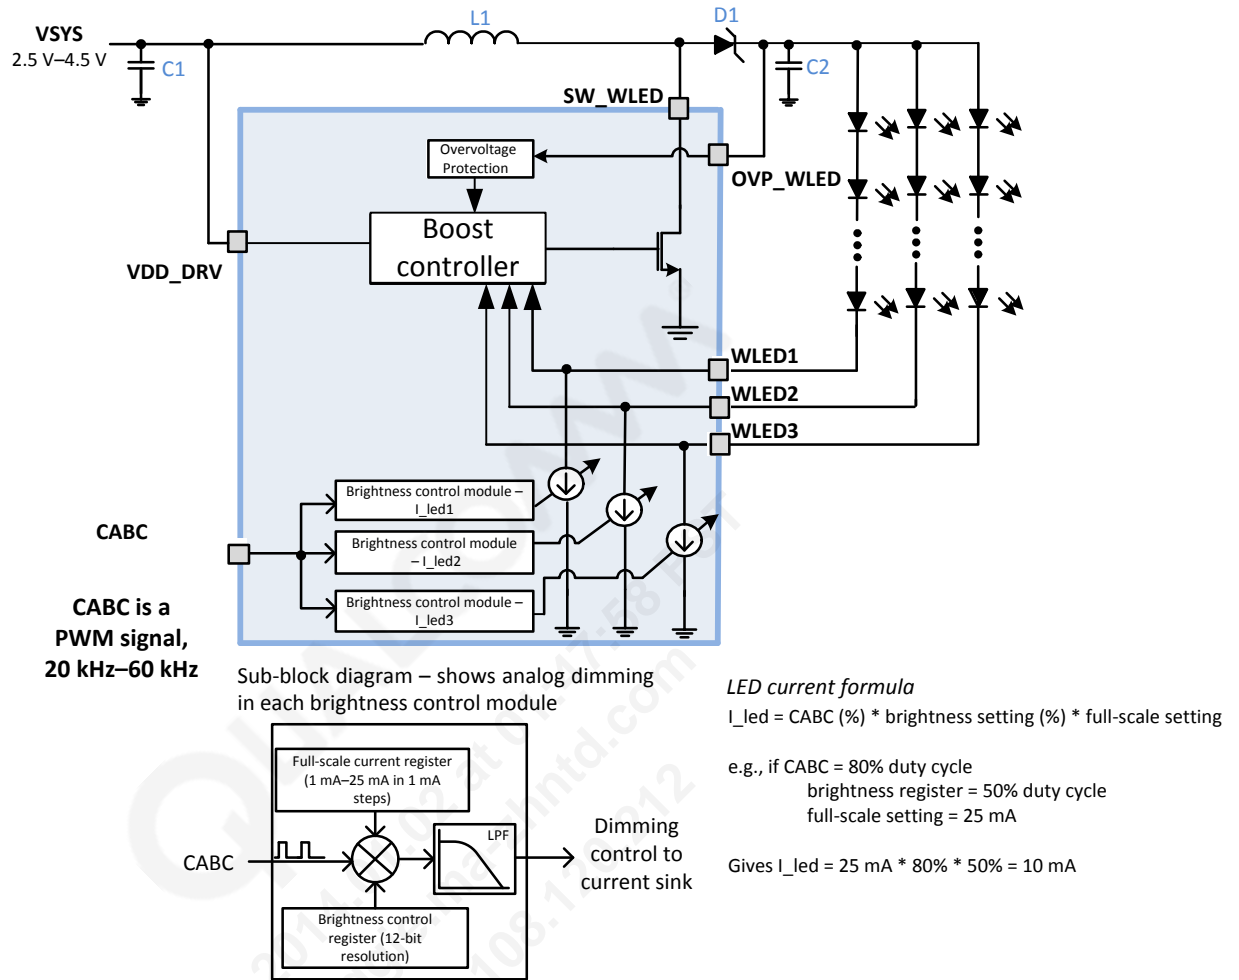 L1
D1
VSYS
2.5 V–4.5 V
C1
C2
SW_WLED
Overvoltage
Protection
OVP_WLED
Boost
controller
VDD_DRV
WLED1
WLED2
WLED3
Brightness control module –
I_led1
CABC
Brightness control module
– I_led2
Brightness control module –
I_led3
CABC is a
PWM signal,
20 kHz–60 kHz
Sub-block diagram – shows analog dimming
in each brightness control module
LED current formula
I_led = CABC (%) * brightness setting (%) * full-scale setting
e.g., if CABC = 80% duty cycle
brightness register = 50% duty cycle
full-scale setting = 25 mA
Gives I_led = 25 mA * 80% * 50% = 10 mA
Full-scale current register
(1 mA–25 mA in 1 mA
steps)
LPF
CABC
Dimming
control to
current sink
Brightness control
register (12-bit
resolution)
QUALCOMM®